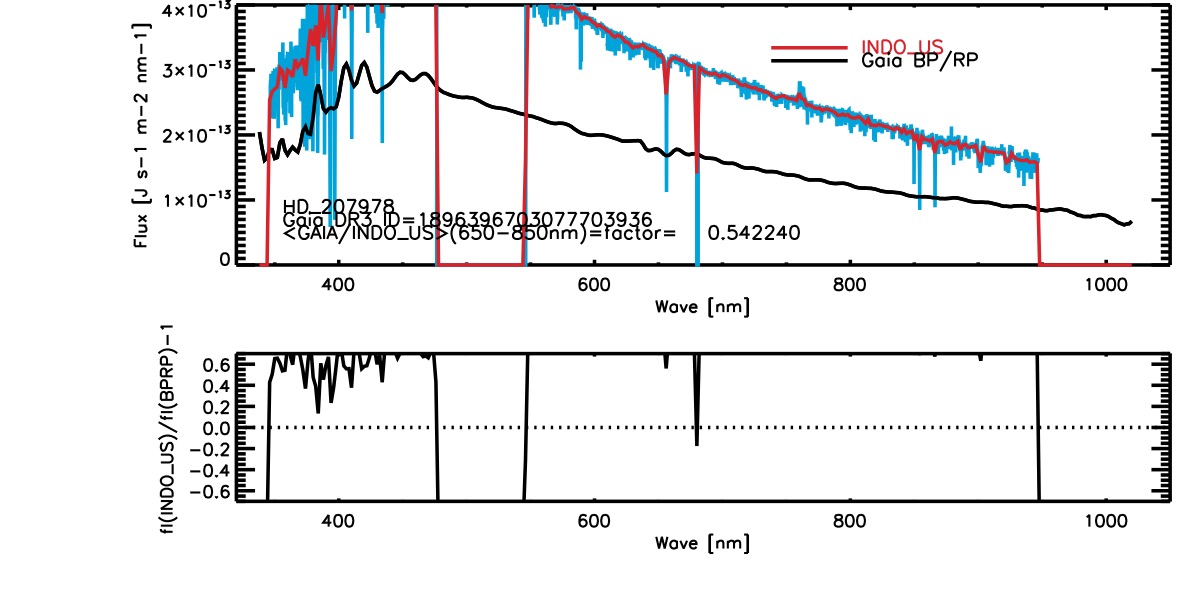 4×10−13
3×10−13
2×10−13
1×10−13
0
Flux [J s−1 m−2 nm−1]
INDO_US
Gaia BP/RP
HD_207978
Gaia DR3 ID=1896396703077703936
<GAIA/INDO_US>(650−850nm)=factor= 0.542240
400 600 800 1000
Wave [nm]
0.6
0.4
0.2
0.0
−0.2
−0.4
−0.6
fl(INDO_US)/fl(BPRP)−1
400 600 800 1000
Wave [nm]